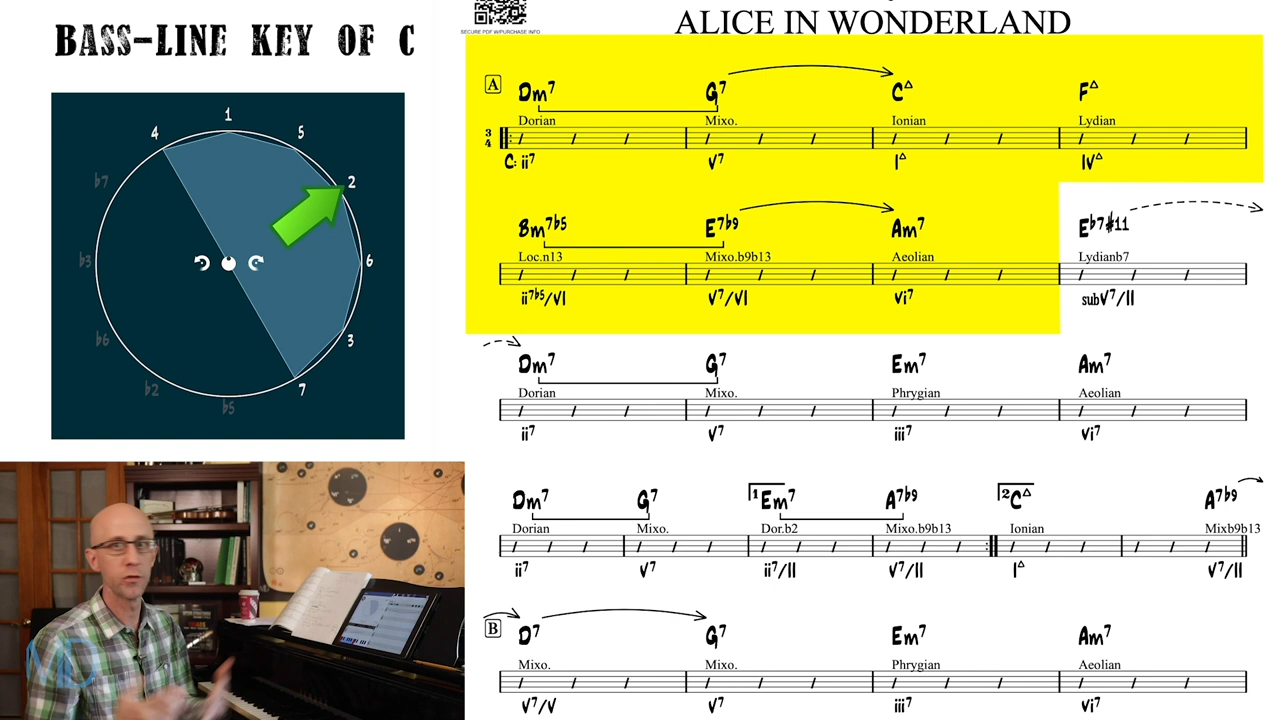 BASS-LINE KEY OF C
1
4 5
b7 2
b3 6
b6 3
b2 7
b5
SECURE PDF W/PURCHASE INFO
ALICE IN WONDERLAND
A Dm7 G7 C△ F△
Dorian Mixo. Ionian Lydian
3/4
C: ii7 V7 I△ IV△
Bm7b5 E7b9 Am7 Eb7#11
Loc.n13 Mixo.b9b13 Aeolian Lydianb7
ii7b5/VI V7/VI vi7 subV7/II
Dm7 G7 Em7 Am7
Dorian Mixo. Phrygian Aeolian
ii7 V7 iii7 vi7
Dm7 G7 1 Em7 A7b9 2 C△ A7b9
Dorian Mixo. Dor.b2 Mixo.b9b13 Ionian Mixb9b13
ii7 V7 ii7/II V7/II I△ V7/II
B D7 G7 Em7 Am7
Mixo. Mixo. Phrygian Aeolian
V7/V V7 iii7 vi7